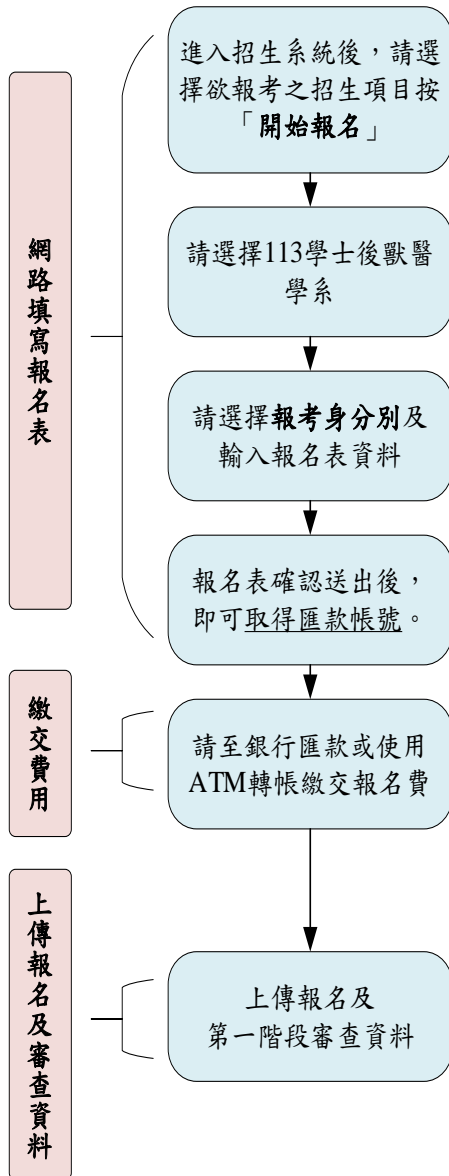 網路填寫報名表
進入招生系統後，請選
擇欲報考之招生項目按
「開始報名」
請選擇113學士後獸醫
學系
請選擇報考身分別及
輸入報名表資料
報名表確認送出後，
即可取得匯款帳號。
繳交費用
請至銀行匯款或使用
ATM轉帳繳交報名費
上傳報名及審查資料
上傳報名及
第一階段審查資料